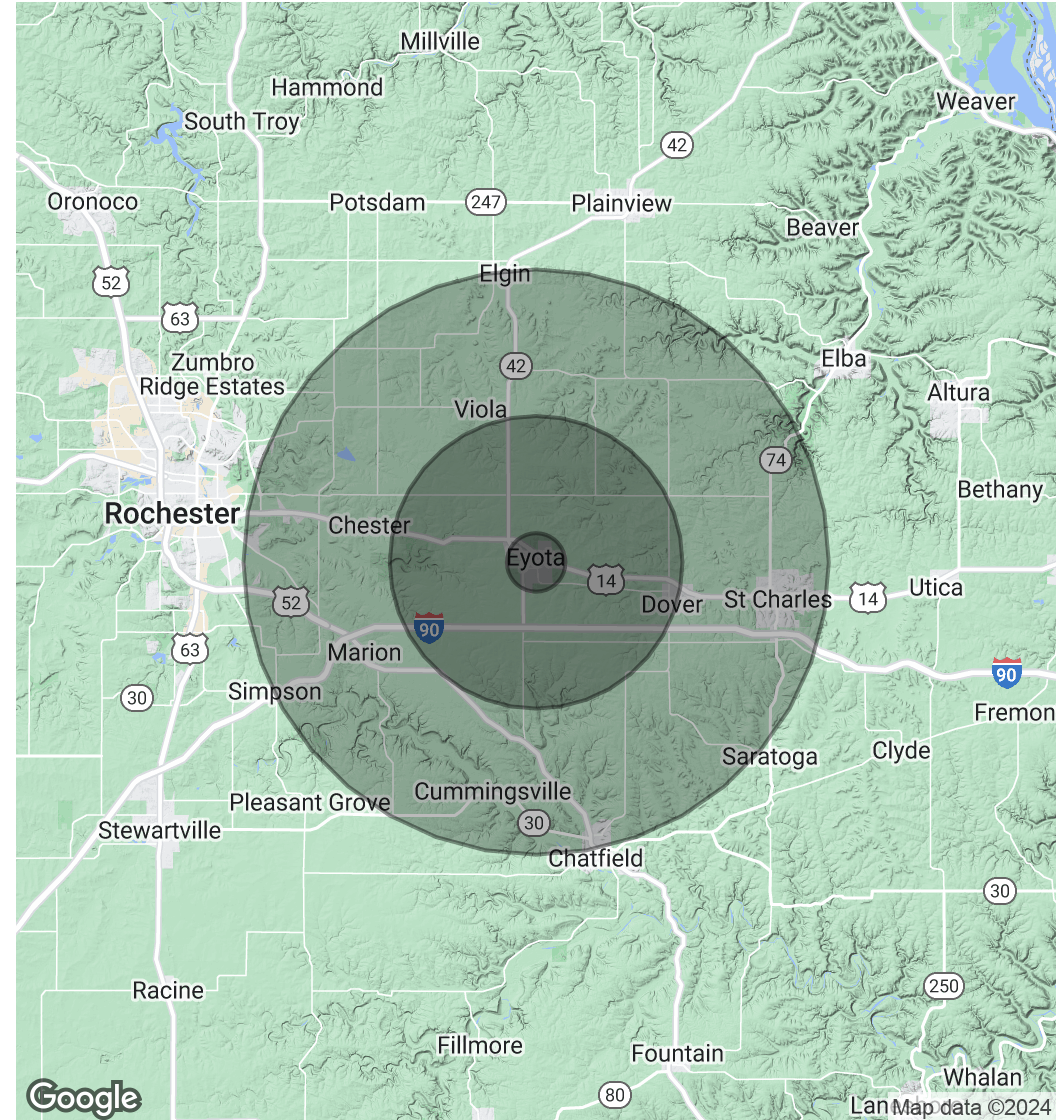 Millville
Hammond
Weaver
South Troy
42
Oronoco
Potsdam
247
Plainview
Beaver
Elgin
52
63
Zumbro
Ridge Estates
Elba
42
Altura
Viola
74
Bethany
Rochester
Chester
Eyota
14
Utica
52
Dover
St Charles
14
90
63
Marion
90
30
Simpson
Fremon
Clyde
Saratoga
Cummingsville
Pleasant Grove
30
Stewartville
Chatfield
30
250
Racine
Fillmore
Fountain
Whalan
80
Google
Lan
Map data ©2024